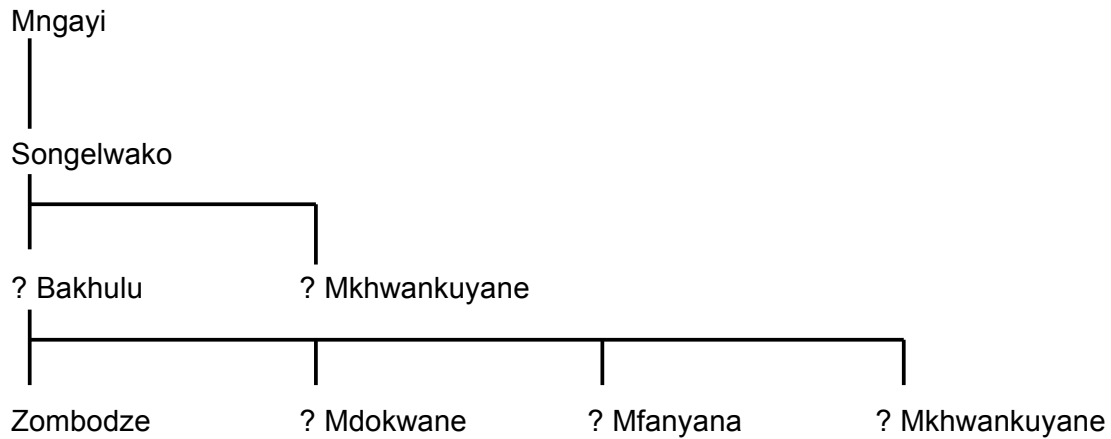 Mngayi
Songelwako
? Bakhulu ? Mkhwankuyane
Zombodze ? Mdokwane ? Mfanyana ? Mkhwankuyane